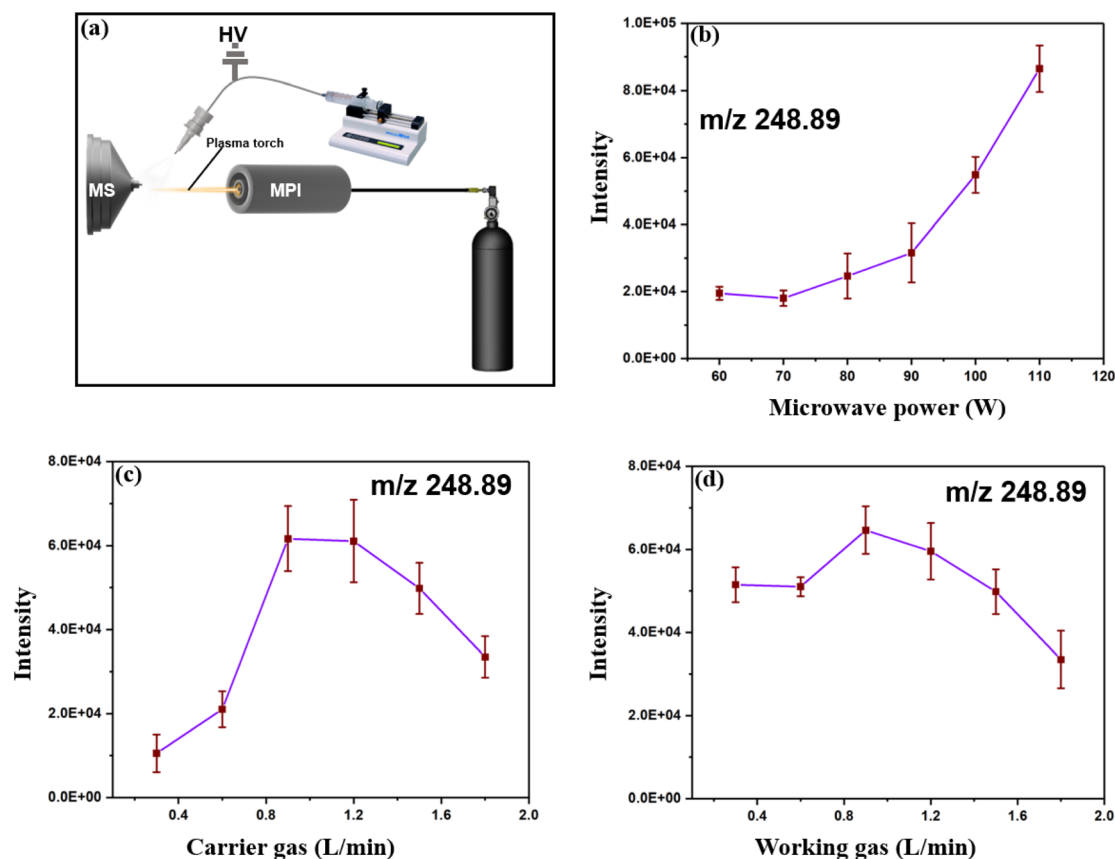 (a)
HV
Plasma torch
MS
MPI
(b)
m/z 248.89
Intensity
1.0E+05
8.0E+04
6.0E+04
4.0E+04
2.0E+04
0.0E+00
60 70 80 90 100 110 120
Microwave power (W)
(c)
m/z 248.89
Intensity
8.0E+04
6.0E+04
4.0E+04
2.0E+04
0.0E+00
0.4 0.8 1.2 1.6 2.0
Carrier gas (L/min)
(d)
m/z 248.89
Intensity
8.0E+04
6.0E+04
4.0E+04
2.0E+04
0.0E+00
0.4 0.8 1.2 1.6 2.0
Working gas (L/min)